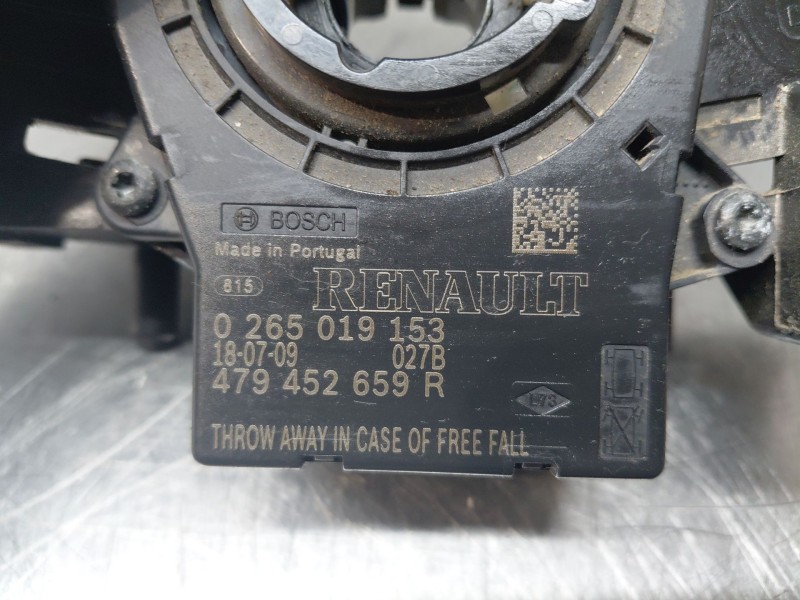 BOSCH
Made in Portugal
615
RENAULT
0 265 019 153
18-07-09 027B
479 452 659 R
THROW AWAY IN CASE OF FREE FALL